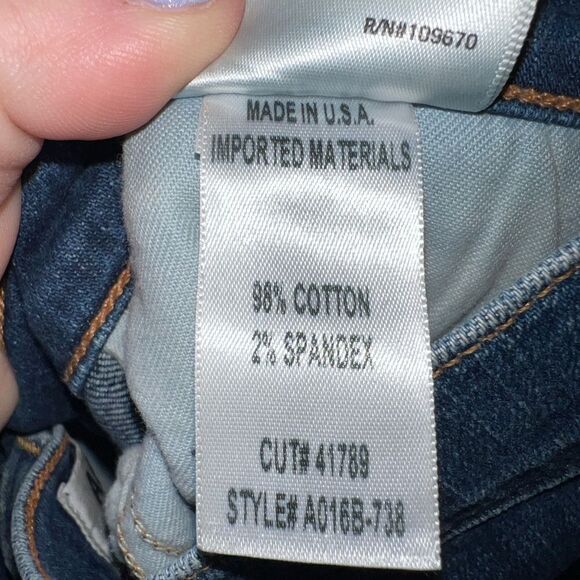 R/N#109670
MADE IN U.S.A.
IMPORTED MATERIALS
98% COTTON
2% SPANDEX
CUT# 41789
STYLE# A016B-738